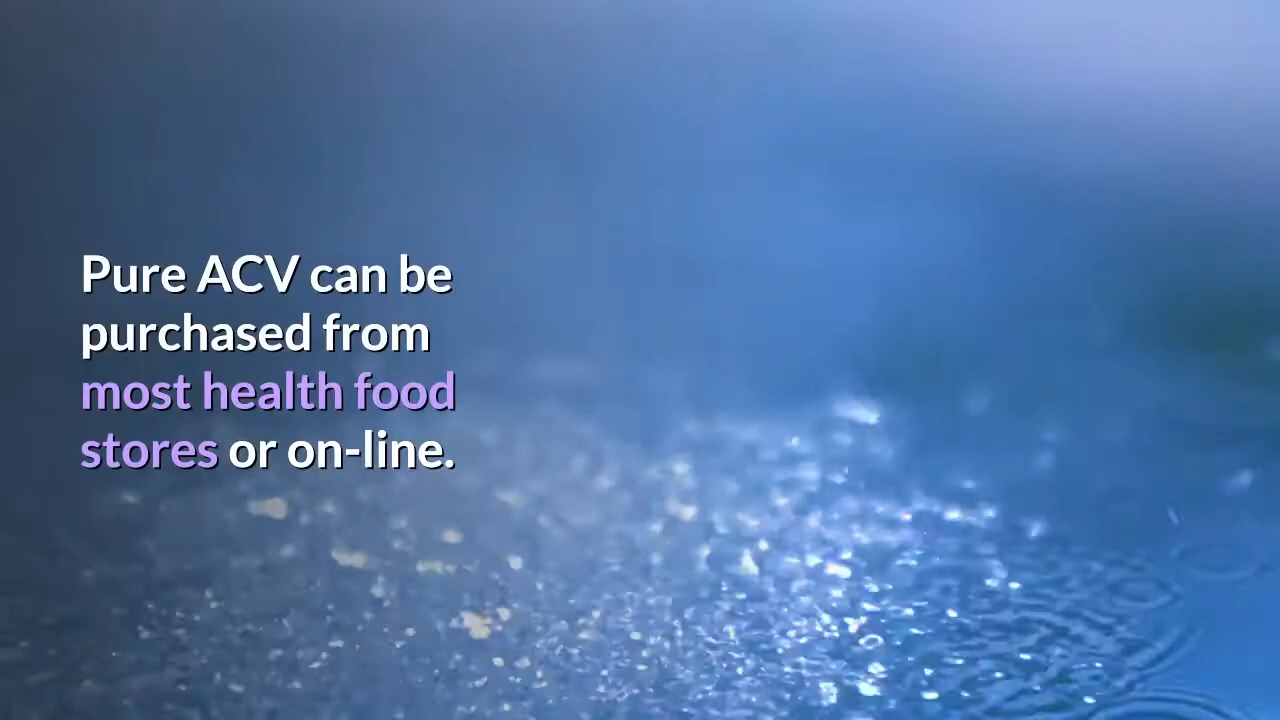 Pure ACV can be
purchased from
most health food
stores or on-line.